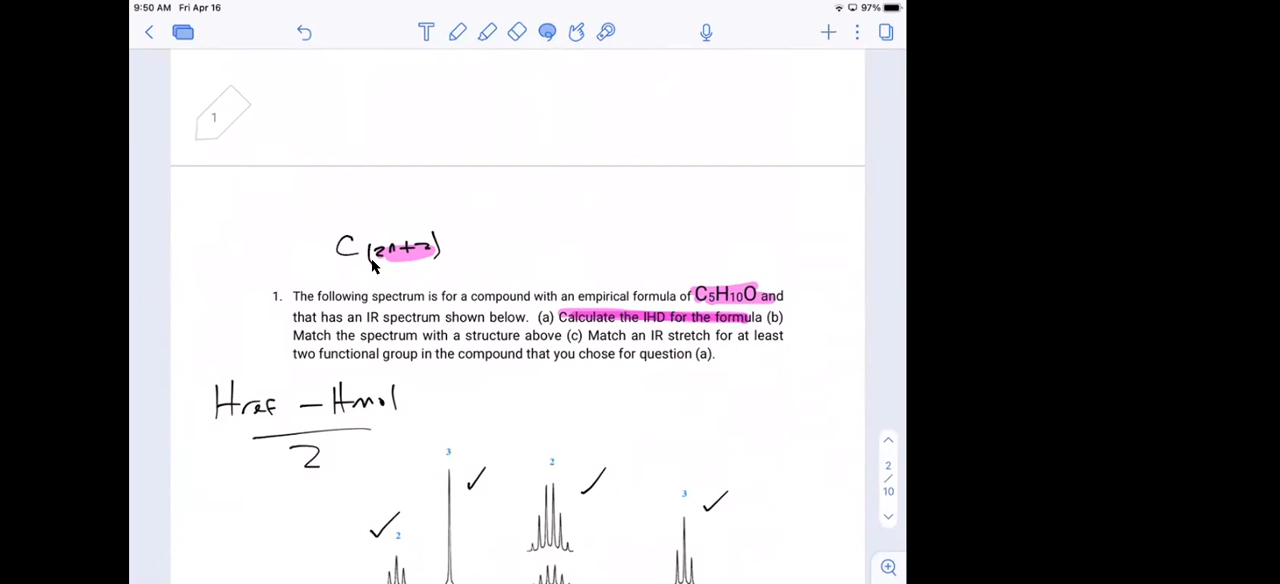 9:50 AM Fri Apr 16
97%
1
C (2n+2)
1. The following spectrum is for a compound with an empirical formula of C5H10O and
that has an IR spectrum shown below. (a) Calculate the IHD for the formula (b)
Match the spectrum with a structure above (c) Match an IR stretch for at least
two functional group in the compound that you chose for question (a).
Href - Hmol
2
3
2
3
2
2
/
10